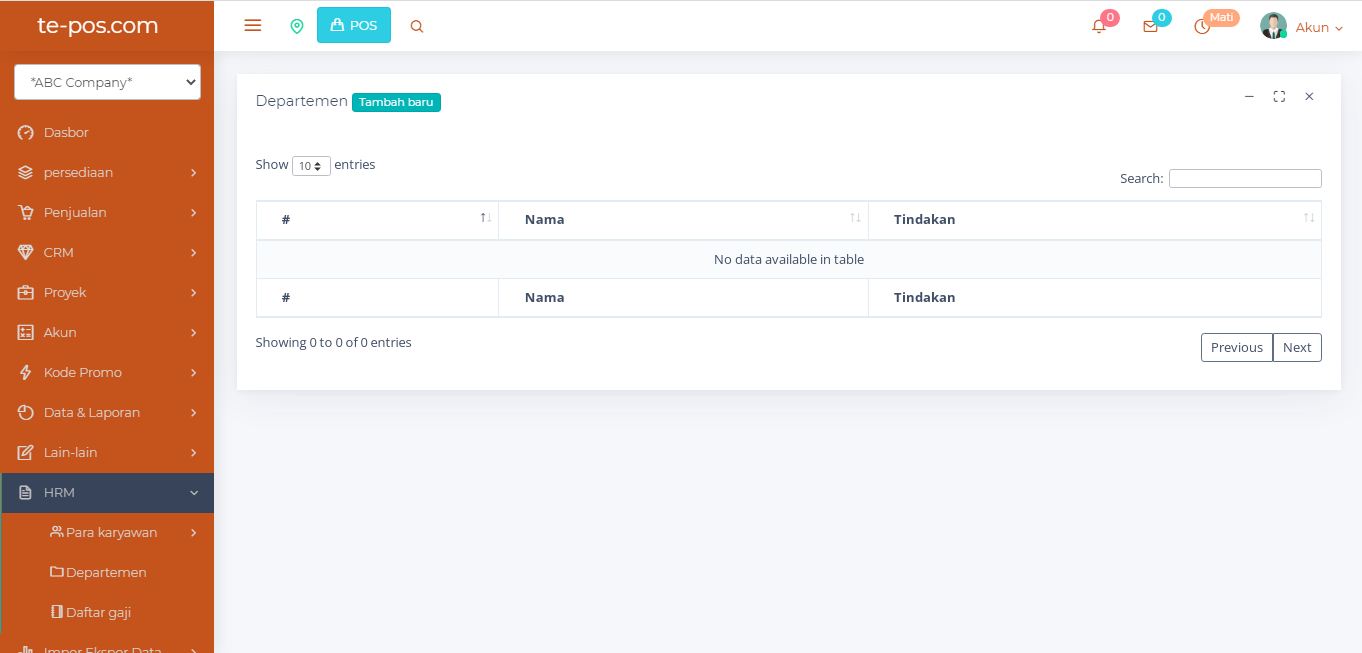 te-pos.com
POS
0
0
Mati
Akun
*ABC Company*
Dasbor
persediaan
Penjualan
CRM
Proyek
Akun
Kode Promo
Data & Laporan
Lain-lain
HRM
Para karyawan
Departemen
Daftar gaji
Impor Ekspor Data
Departemen Tambah baru
Show 10 entries
Search:
# Nama Tindakan
No data available in table
# Nama Tindakan
Showing 0 to 0 of 0 entries
Previous Next